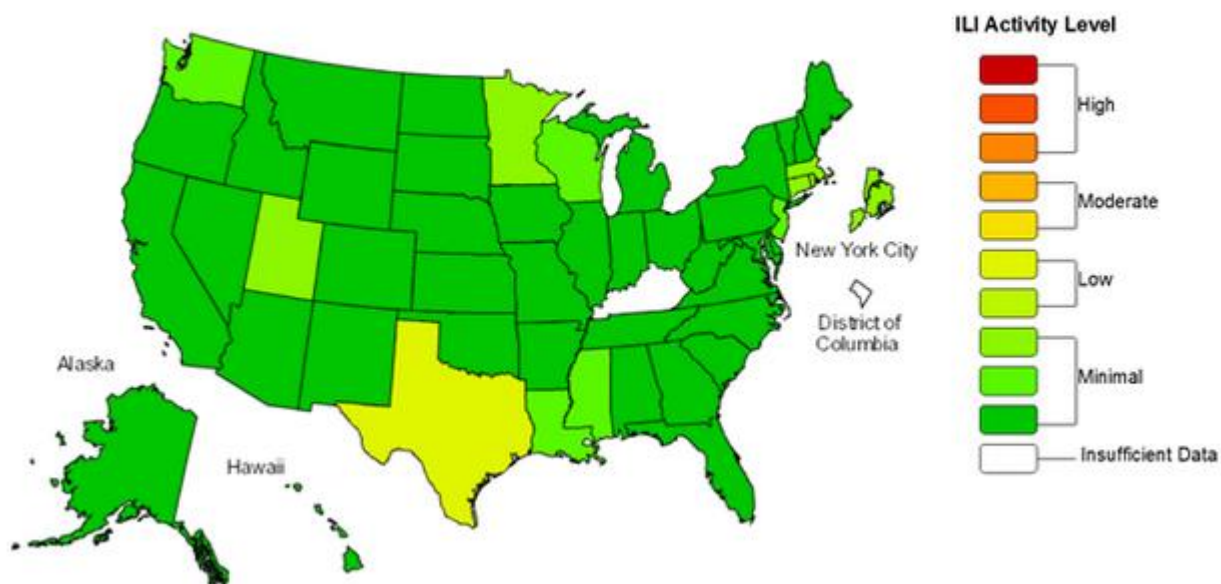 ILI Activity Level
High
Moderate
Low
Minimal
Insufficient Data
New York City
District of
Columbia
Alaska
Hawaii